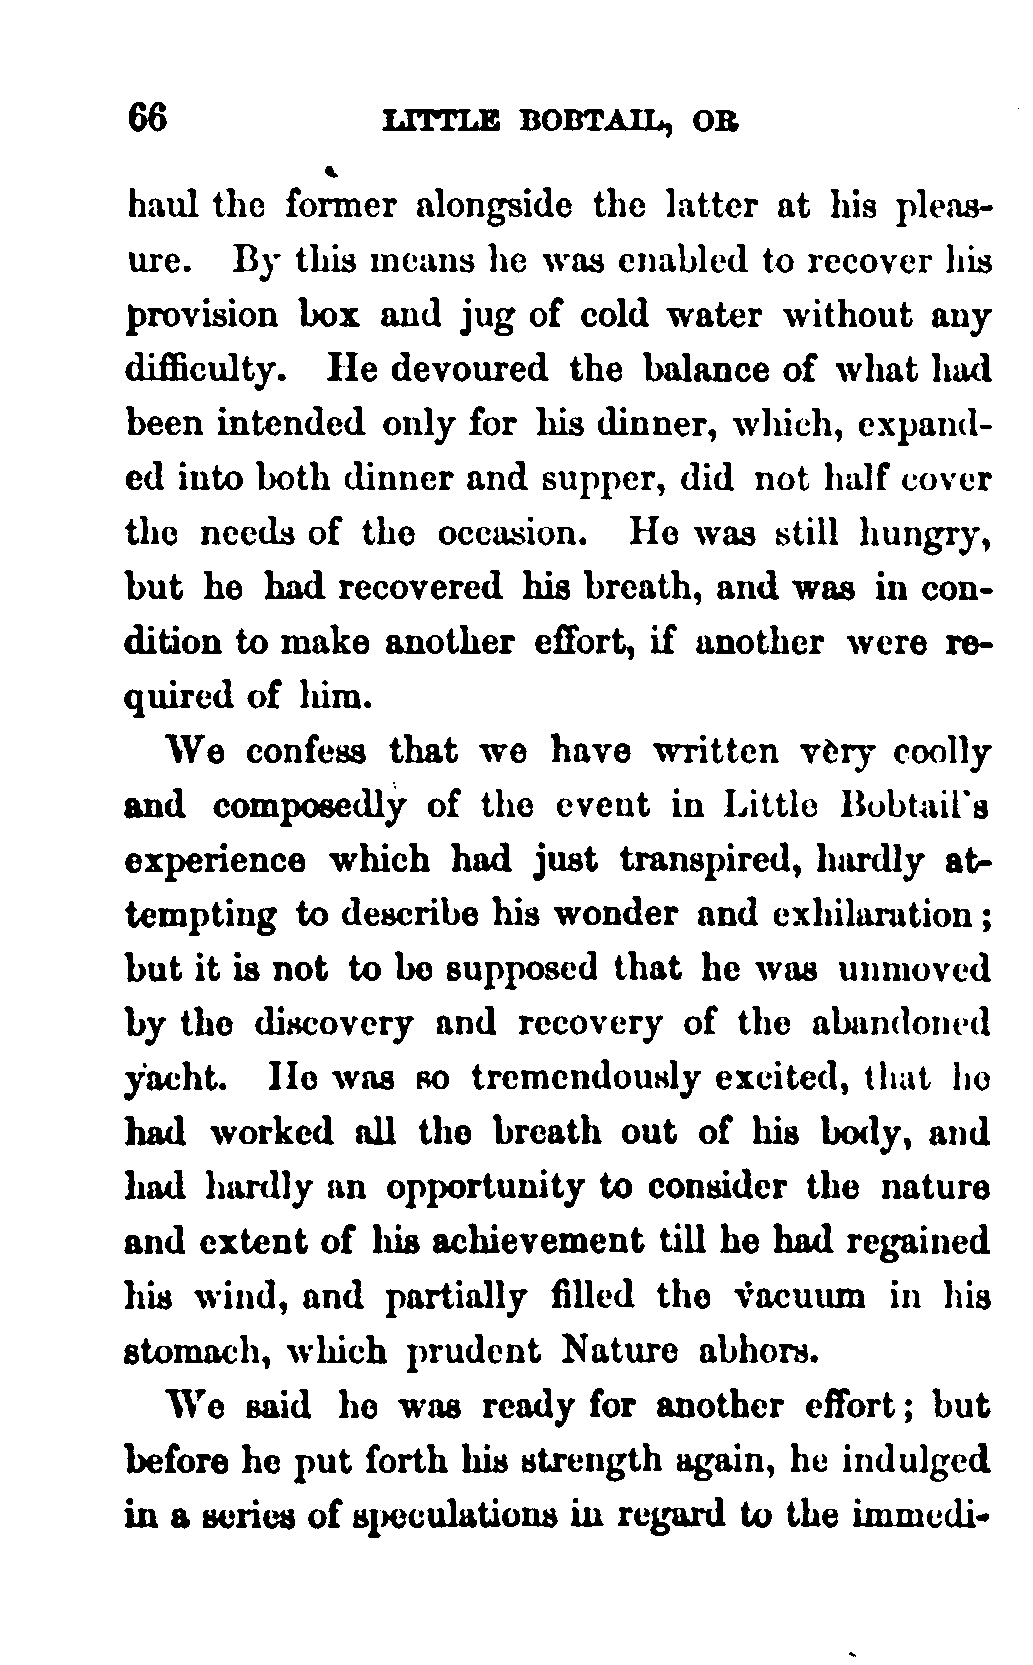 66 LITTLE BOBTAIL, OR
haul the former alongside the latter at his pleas-
ure. By this means he was enabled to recover his
provision box and jug of cold water without any
difficulty. He devoured the balance of what had
been intended only for his dinner, which, expand-
ed into both dinner and supper, did not half cover
the needs of the occasion. He was still hungry,
but he had recovered his breath, and was in con-
dition to make another effort, if another were re-
quired of him.
We confess that we have written very coolly
and composedly of the event in Little Bobtail's
experience which had just transpired, hardly at-
tempting to describe his wonder and exhilaration;
but it is not to be supposed that he was unmoved
by the discovery and recovery of the abandoned
yacht. He was so tremendously excited, that he
had worked all the breath out of his body, and
had hardly an opportunity to consider the nature
and extent of his achievement till he had regained
his wind, and partially filled the vacuum in his
stomach, which prudent Nature abhors.
We said he was ready for another effort; but
before he put forth his strength again, he indulged
in a series of speculations in regard to the immedi-